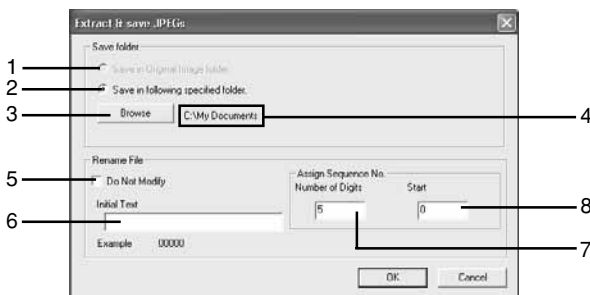 Extract & save JPEGs
Save folder
1
Save in Original Image folder.
2
Save in following specified folder.
3
Browse
C:\My Documents
4
Rename File
5
Do Not Modify
Assign Sequence No.
Number of Digits
Start
Initial Text
6
5
0
8
7
Example 00000
OK
Cancel